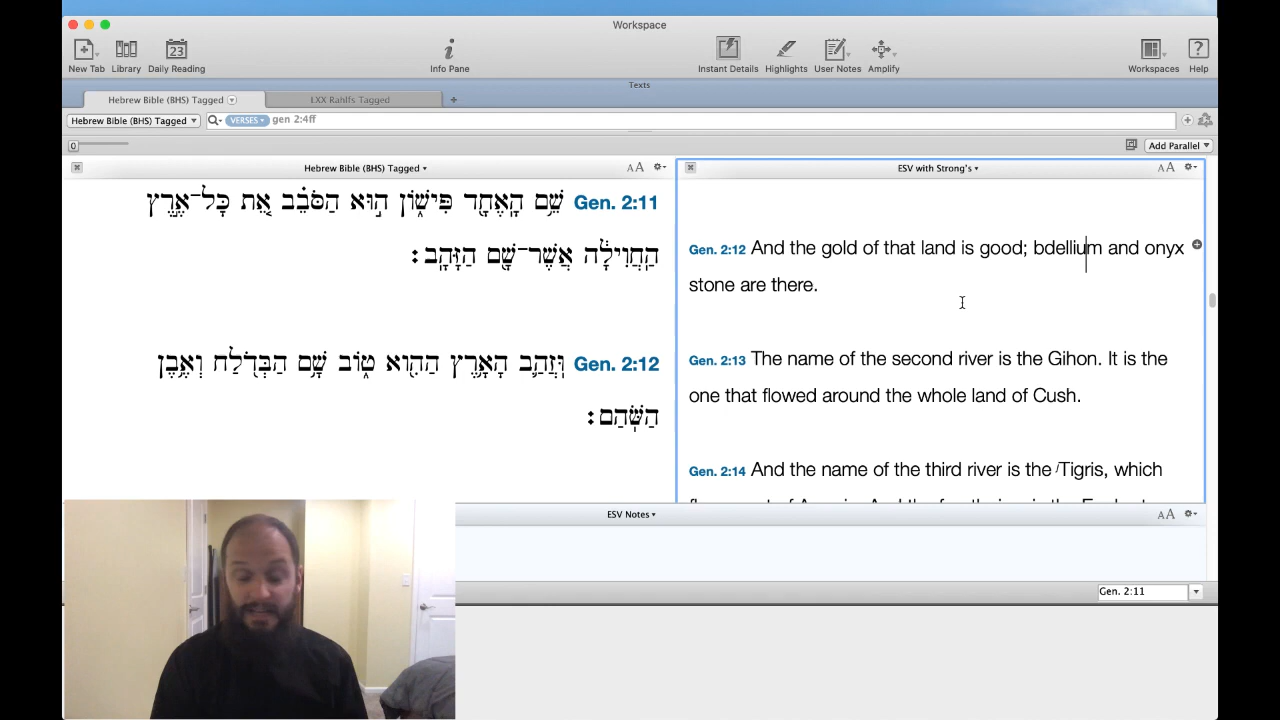 Workspace
New Tab Library Daily Reading Info Pane Instant Details Highlights User Notes Amplify Workspaces Help
23
Texts
Hebrew Bible (BHS) Tagged LXX Rahlfs Tagged +
Hebrew Bible (BHS) Tagged VERSES gen 2:4ff
0 Add Parallel
Hebrew Bible (BHS) Tagged AA
Gen. 2:11 שֵׁ֥ם הָֽאֶחָ֖ד פִּישׁ֑וֹן ה֣וּא הַסֹּבֵ֗ב אֵ֚ת כָּל־אֶ֣רֶץ
הַֽחֲוִילָ֔ה אֲשֶׁר־שָׁ֖ם הַזָּהָֽב׃
Gen. 2:12 וּֽזֲהַ֛ב הָאָ֥רֶץ הַהִ֖וא ט֑וֹב שָׁ֥ם הַבְּדֹ֖לַח וְאֶ֥בֶן
הַשֹּֽׁהַם׃
ESV with Strong's AA
Gen. 2:12 And the gold of that land is good; bdellium and onyx
stone are there.
Gen. 2:13 The name of the second river is the Gihon. It is the
one that flowed around the whole land of Cush.
Gen. 2:14 And the name of the third river is the Tigris, which
ESV Notes AA
Gen. 2:11